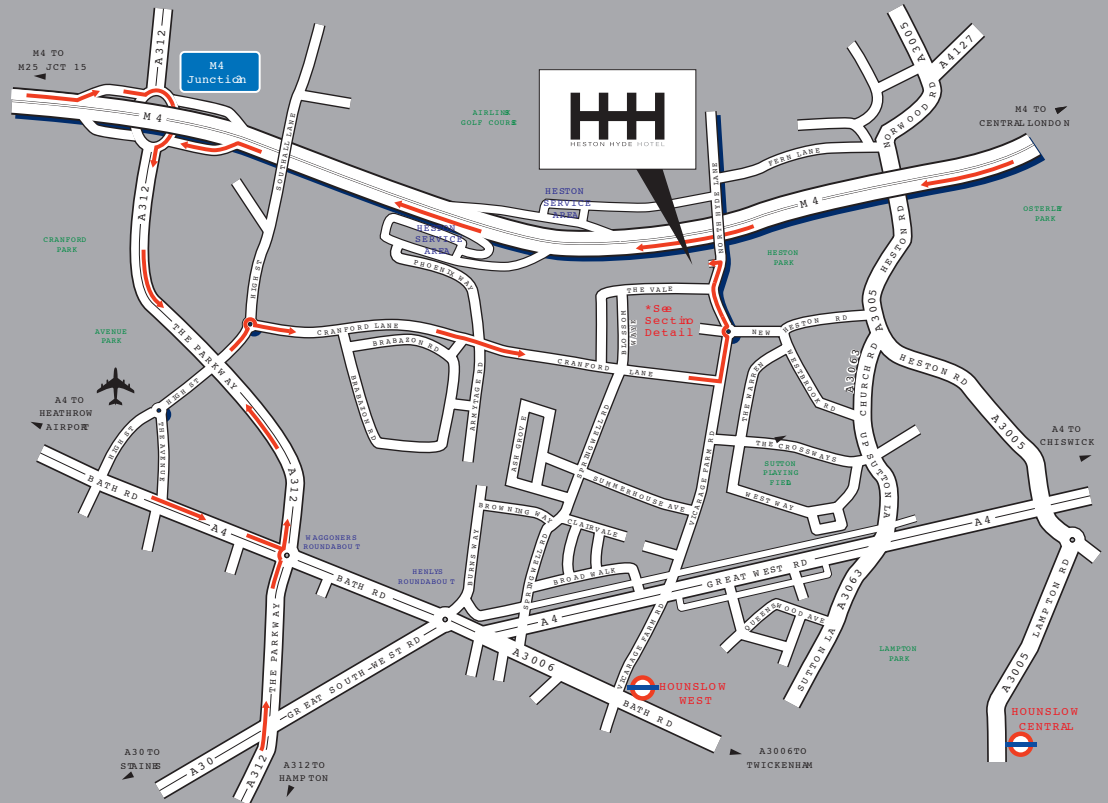 A312
A3005
A4127
M4 TO
M25 JCT 15
M4
Junction
HESTON HYDE HOTEL
AIRLINK
GOLF COURSE
M4 TO
CENTRAL LONDON
M4
NORWOOD RD
FERN LANE
SOUTHALL LANE
NORTH HYDE LANE
M4
A312
HESTON
SERVICE
AREA
HESTON
SERVICE
AREA
OSTERLEY
PARK
CRANFORD
PARK
HESTON
PARK
HESTON RD
PHOENIX WAY
HIGH ST
THE VALE
*See
Section
Detail
BLOSSOM
A3005
NEW HESTON RD
AVENUE
PARK
THE PARKWAY
CRANFORD LANE
BRABAZON RD
CRANFORD LANE
A3063
HESTON RD
THE WARREN
WESTBROOK RD
CHURCH RD
BRABAZON RD
ARMYTAGE RD
HIGH ST
A4 TO
HEATHROW
AIRPORT
HIGH ST
THE AVENUE
ASH GROVE
SPRINGWELL RD
VICARAGE FARM RD
THE CROSSWAYS
UP SUTTON LA
A3005
A4 TO
CHISWICK
SUTTON
PLAYING
FIELD
WEST WAY
SUMMERHOUSE AVE
BATH RD
A312
A4
BROWNING WAY
CLAIRVALE
A4
WAGGONERS
ROUNDABOUT
BURNS WAY
SPRINGWELL RD
BROAD WALK
GREAT WEST RD
HENLYS
ROUNDABOUT
BATH RD
A3063
A4
QUEENSWOOD AVE
LAMPTON RD
THE PARKWAY
GREAT SOUTH-WEST RD
A3006
VICARAGE FARM RD
SUTTON LA
LAMPTON
PARK
A3005
HOUNSLOW
WEST
BATH RD
HOUNSLOW
CENTRAL
A30 TO
STAINES
A30
A312
A312 TO
HAMPTON
A3006 TO
TWICKENHAM